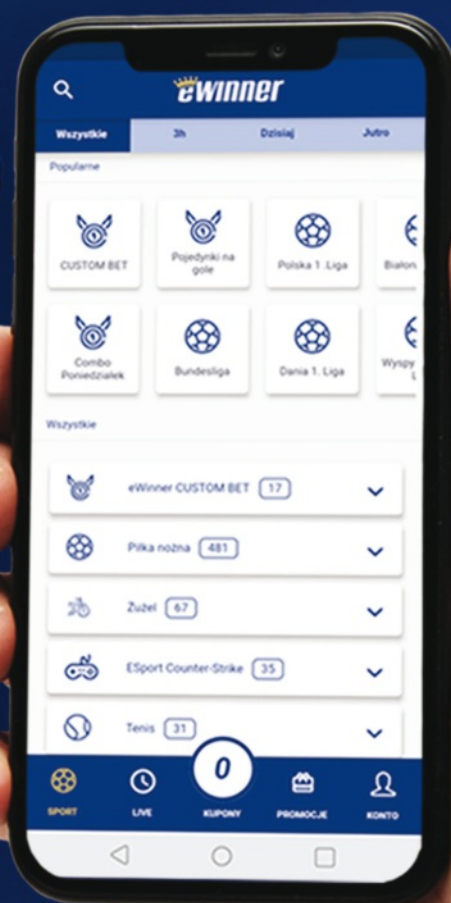 eWINNER
Wszystkie 3h Dzisiaj Jutro
Popularne
CUSTOM BET
Pojedynki na
gole
Polska 1 .Liga
Combo
Poniedziałek
Bundesliga
Dania 1. Liga
Wyspy
Wszystkie
eWinner CUSTOM BET 17
Piłka nożna 481
Żużel 67
ESport Counter-Strike 35
Tenis 31
0
SPORT LIVE KUPONY PROMOCJE KONTO